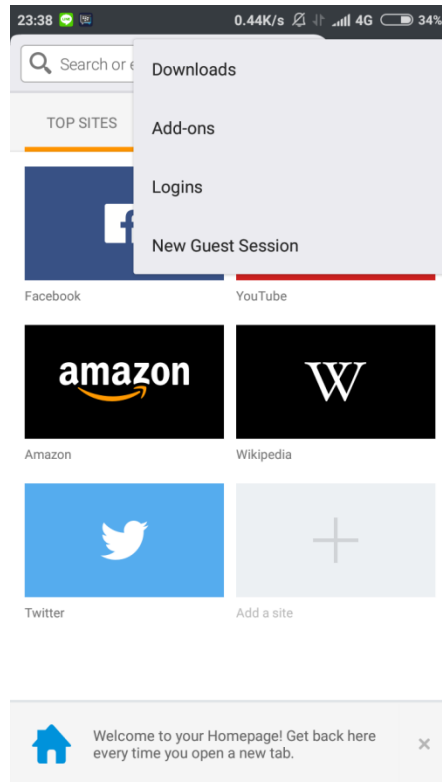 23:38 0.44K/s 4G 34%
Search or e
Downloads
Add-ons
Logins
New Guest Session
TOP SITES
Facebook
YouTube
amazon
W
Amazon
Wikipedia
Twitter
Add a site
Welcome to your Homepage! Get back here
every time you open a new tab.